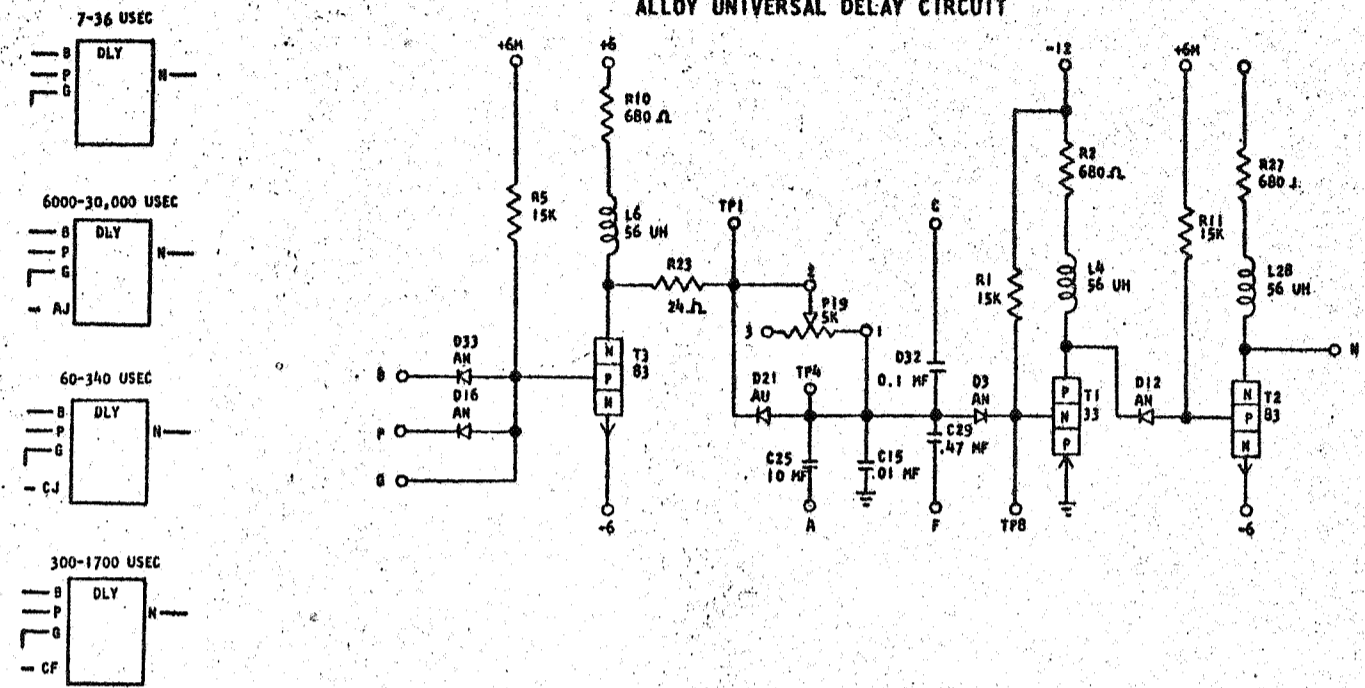 ALLOY UNIVERSAL DELAY CIRCUIT
7-36 USEC
DLY
B
P
G
N
6000-30,000 USEC
DLY
B
P
G
AJ
N
60-340 USEC
DLY
B
P
G
CJ
N
300-1700 USEC
DLY
B
P
G
CF
N
+6M
+6
-12
+6M
R10
680 Ω
R5
15K
L6
56 UH
TP1
C
R23
24 Ω
P19
5K
3
1
R2
680 Ω
R1
15K
L4
56 UH
R11
15K
R27
680
L28
56 UH
N
D33
AN
B
D16
AN
P
G
N
P
N
T3
83
-6
D21
AU
TP4
D32
0.1 MF
D3
AN
C25
10 MF
C15
.01 MF
C29
.47 MF
A
F
TP8
P
N
P
T1
33
D12
AN
N
P
N
T2
83
-6